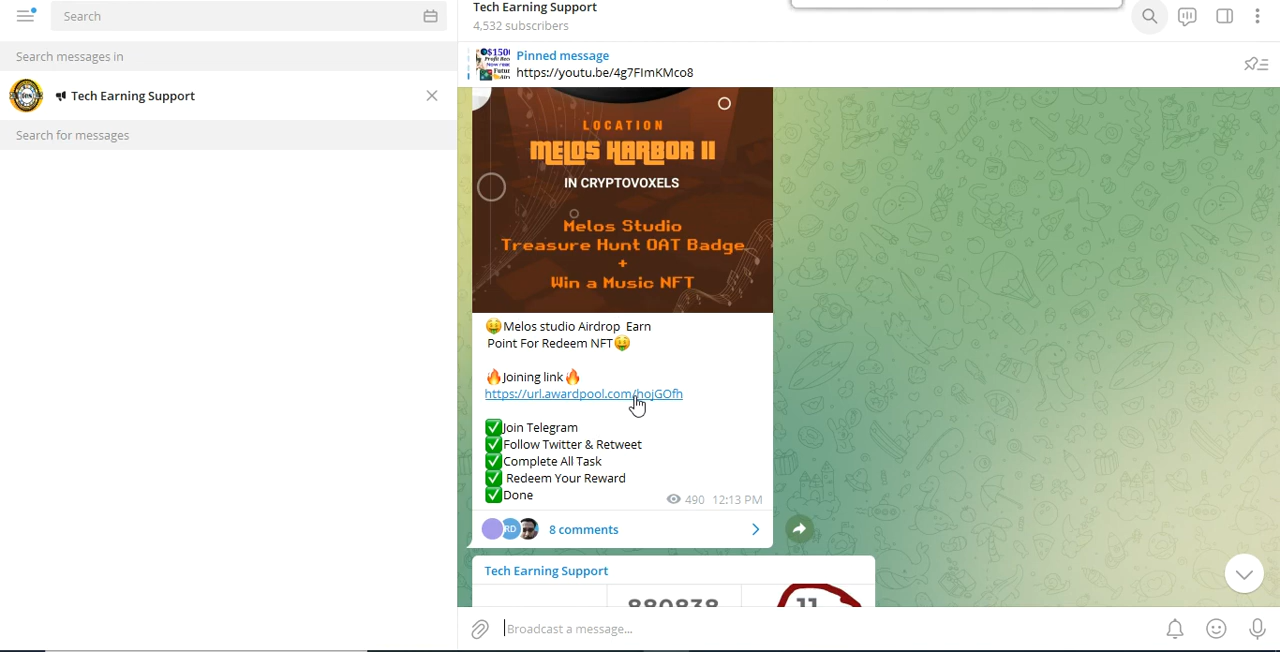 Search
Search messages in
Tech Earning Support
Search for messages
Tech Earning Support
4,532 subscribers
Pinned message
https://youtu.be/4g7FImKMco8
LOCATION
MELOS HARBOR II
IN CRYPTOVOXELS
Melos Studio
Treasure Hunt OAT Badge
+
Win a Music NFT
🤑Melos studio Airdrop Earn
Point For Redeem NFT🤑
🔥Joining link🔥
https://url.awardpool.com/hojGOfh
✅Join Telegram
✅Follow Twitter & Retweet
✅Complete All Task
✅ Redeem Your Reward
✅Done
490 12:13 PM
RD
8 comments
Tech Earning Support
880838
11
Broadcast a message...